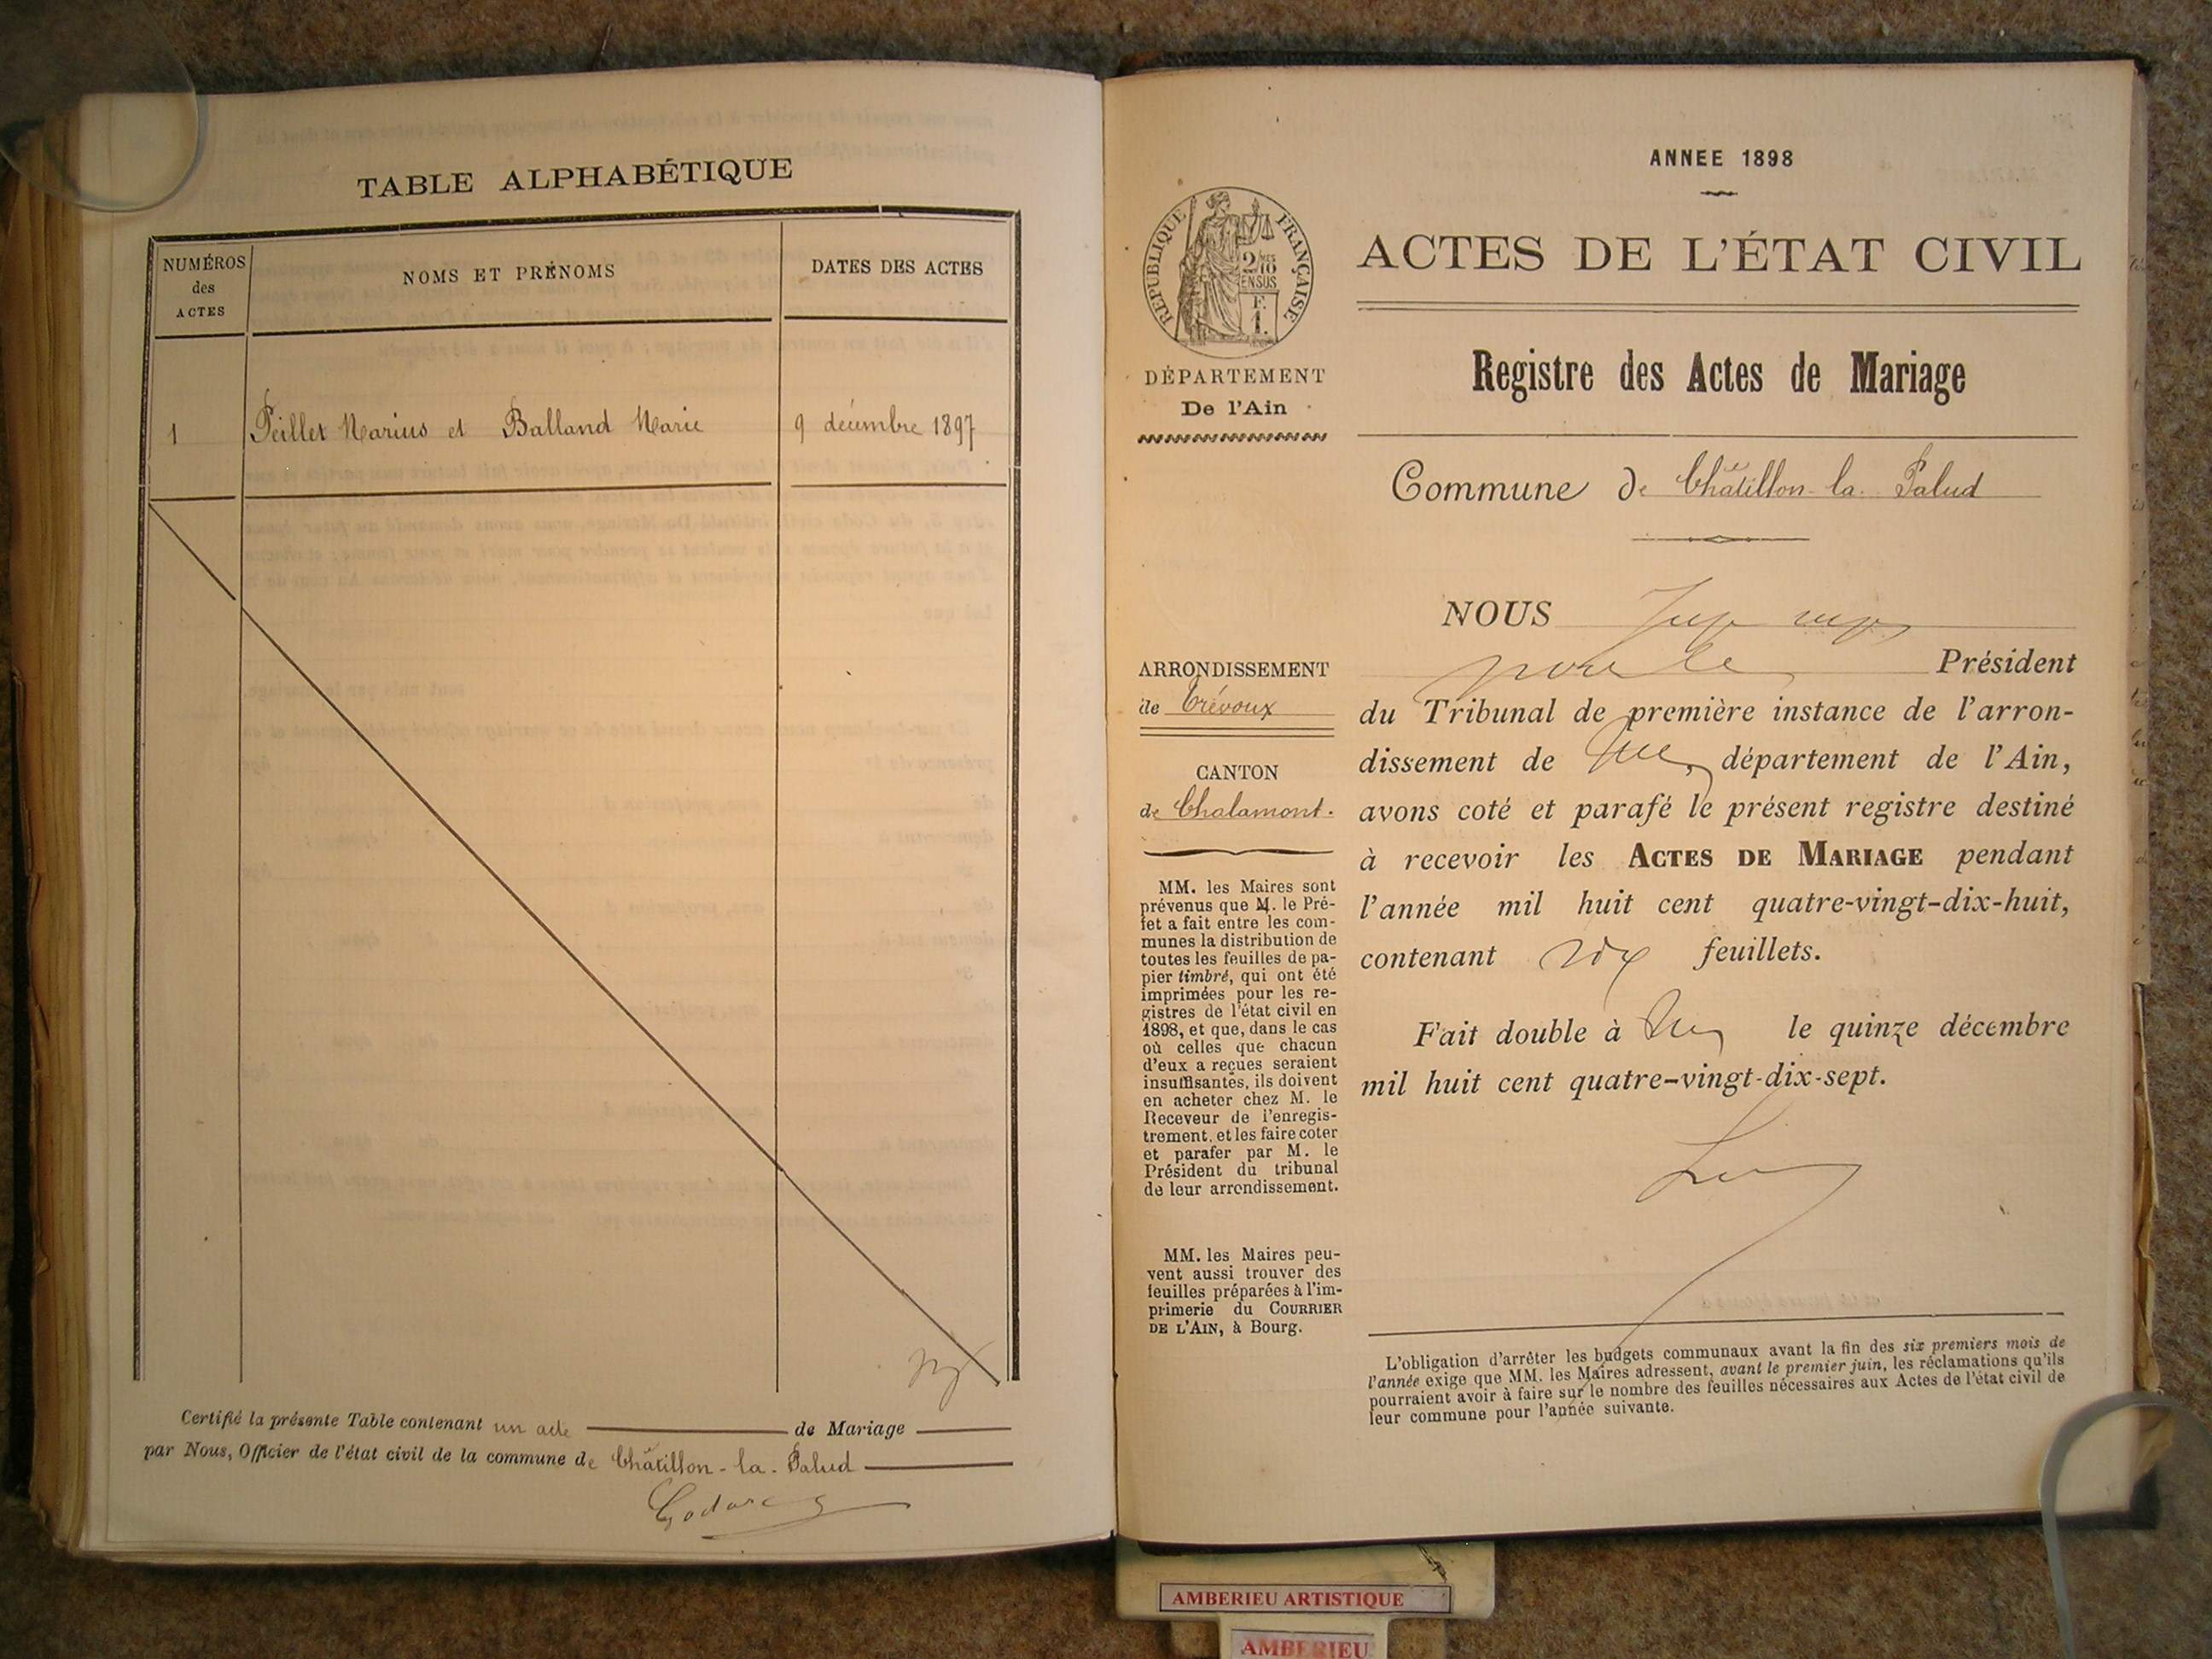 TABLE ALPHABÉTIQUE
NUMÉROS
des
ACTES
NOMS ET PRÉNOMS
DATES DES ACTES
1 Peillet Marius et Balland Marie 9 décembre 1897
Certifié la présente Table contenant un acte de Mariage
par Nous, Officier de l'état civil de la commune de Châtillon-la-Palud
ANNEE 1898
ACTES DE L'ÉTAT CIVIL
Registre des Actes de Mariage
Commune de Châtillon-la-Palud
RÉPUBLIQUE FRANÇAISE
2/10
EN SUS
F.
1.
DÉPARTEMENT
De l'Ain
ARRONDISSEMENT
de Trévoux
CANTON
de Chalamont.
MM. les Maires sont
prévenus que M. le Pré-
fet a fait entre les com-
munes la distribution de
toutes les feuilles de pa-
pier timbré, qui ont été
imprimées pour les re-
gistres de l'état civil en
1898, et que, dans le cas
où celles que chacun
d'eux a reçues seraient
insuffisantes, ils doivent
en acheter chez M. le
Receveur de l'enregis-
trement, et les faire coter
et parafer par M. le
Président du tribunal
de leur arrondissement.
MM. les Maires peu-
vent aussi trouver des
feuilles préparées à l'im-
primerie du COURRIER
DE L'AIN, à Bourg.
NOUS
pour le Président
du Tribunal de première instance de l'arron-
dissement de département de l'Ain,
avons coté et parafé le présent registre destiné
à recevoir les ACTES DE MARIAGE pendant
l'année mil huit cent quatre-vingt-dix-huit,
contenant feuillets.
Fait double à le quinze décembre
mil huit cent quatre-vingt-dix-sept.
L'obligation d'arrêter les budgets communaux avant la fin des six premiers mois de
l'année exige que MM. les Maires adressent, avant le premier juin, les réclamations qu'ils
pourraient avoir à faire sur le nombre des feuilles nécessaires aux Actes de l'état civil de
leur commune pour l'année suivante.
AMBERIEU ARTISTIQUE
AMBERIEU